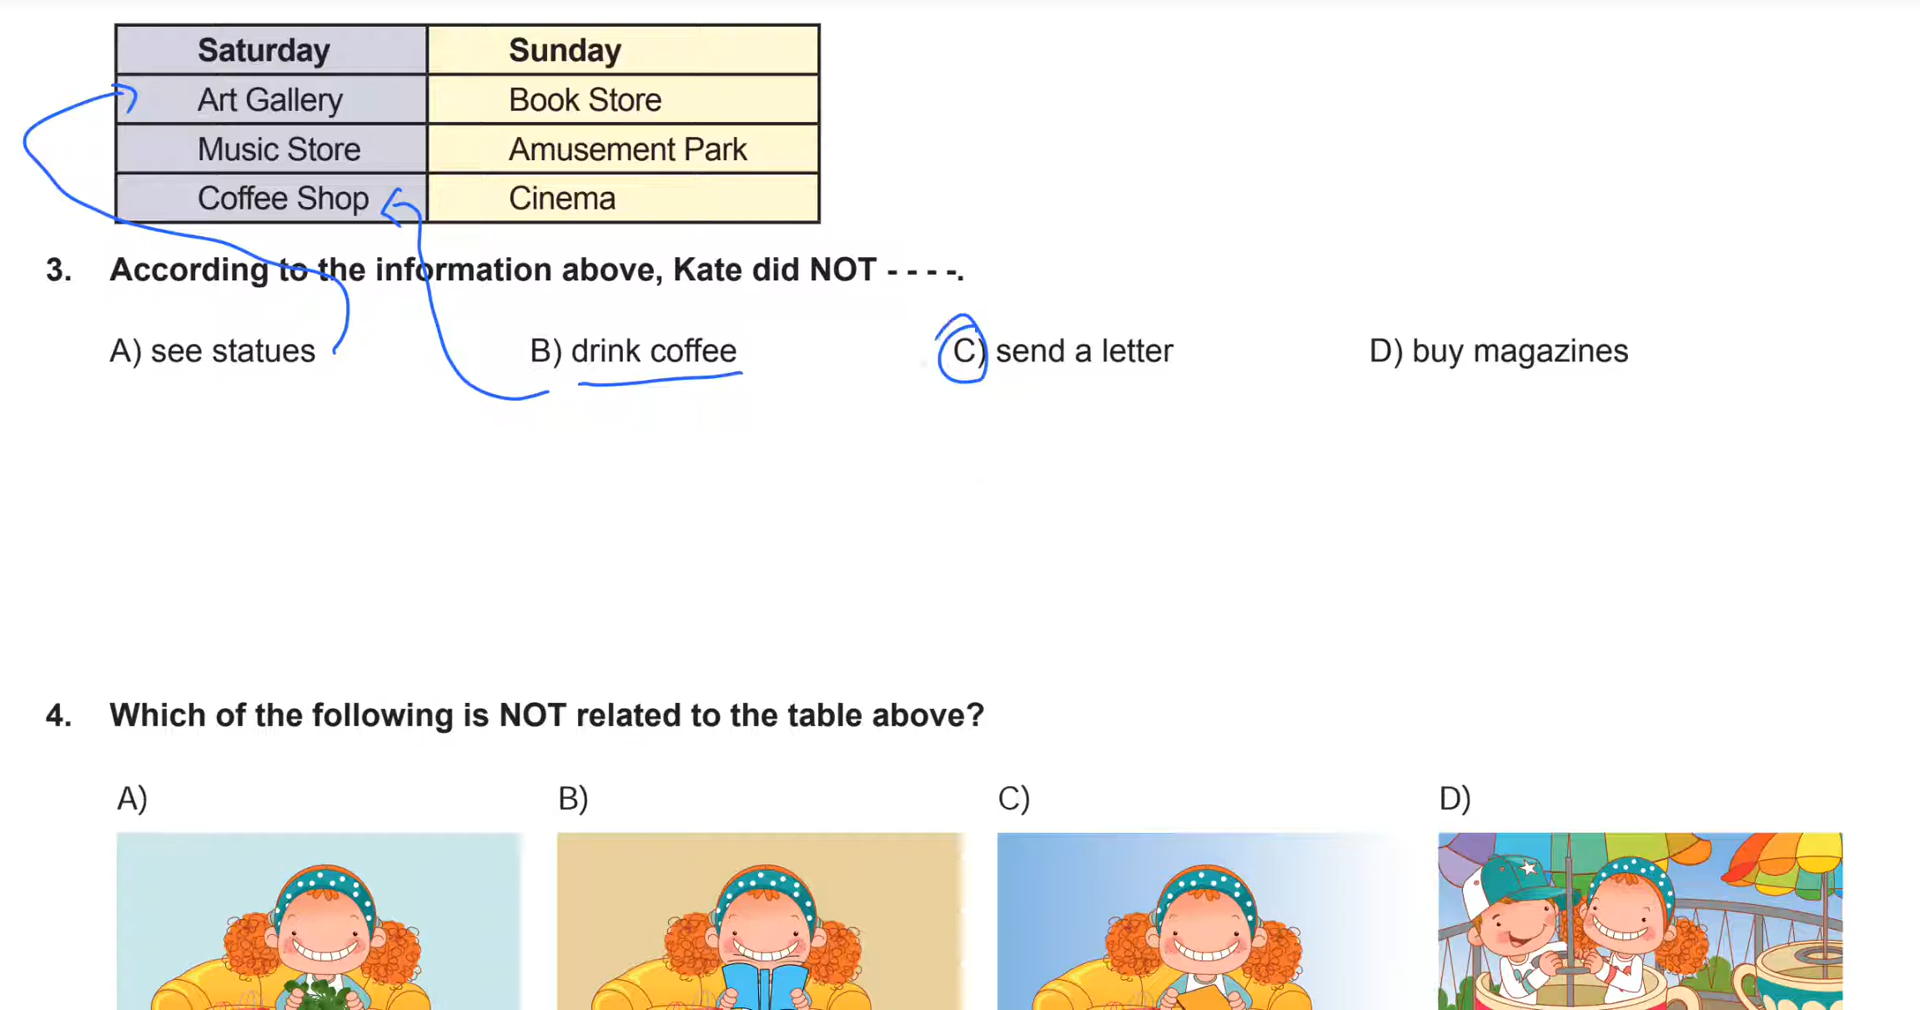 Saturday Sunday
Art Gallery Book Store
Music Store Amusement Park
Coffee Shop Cinema
3. According to the information above, Kate did NOT - - - -.
A) see statues B) drink coffee C) send a letter D) buy magazines
4. Which of the following is NOT related to the table above?
A) B) C) D)